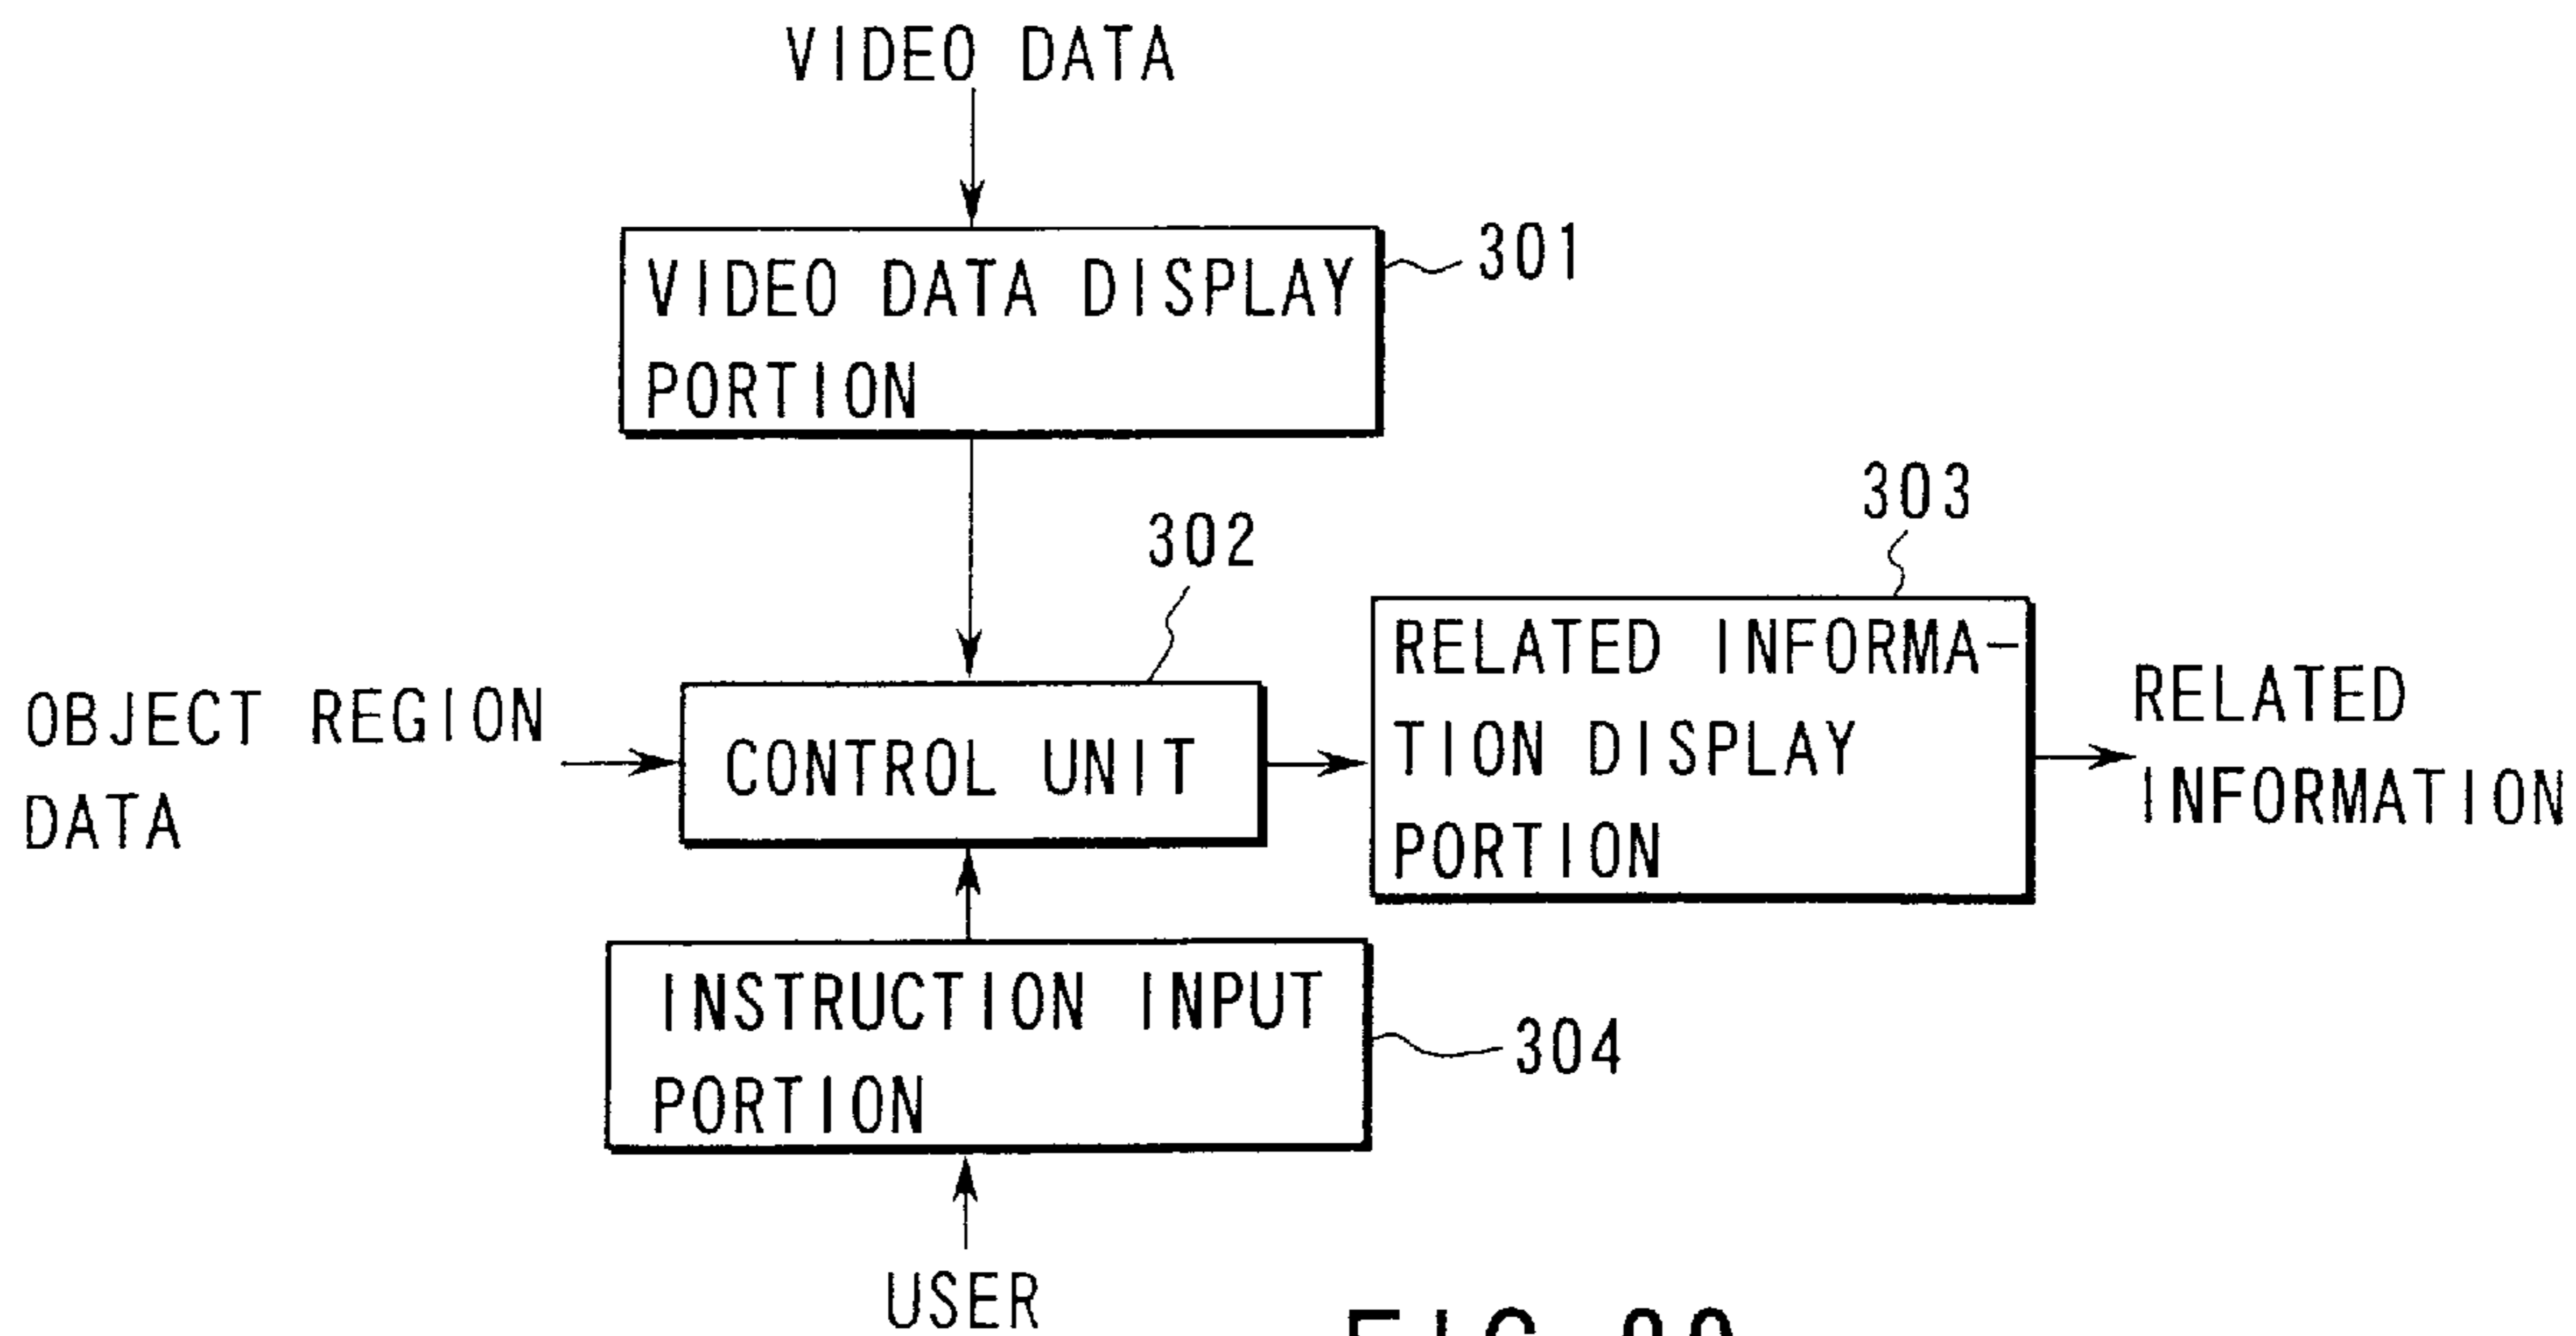 VIDEO DATA
VIDEO DATA DISPLAY
PORTION
301
302
303
OBJECT REGION
DATA
CONTROL UNIT
RELATED INFORMA-
TION DISPLAY
PORTION
RELATED
INFORMATION
INSTRUCTION INPUT
PORTION
304
USER